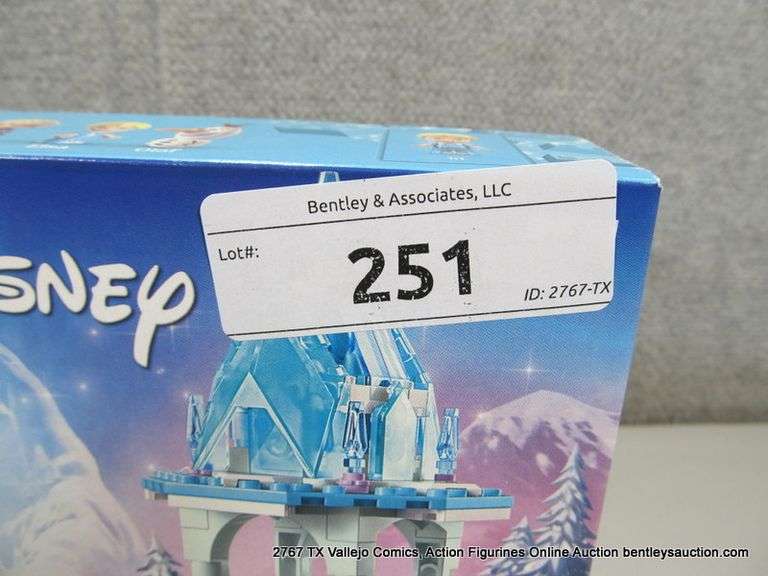 Bentley & Associates, LLC
Lot#:
251
ID: 2767-TX
SNEY
2767 TX Vallejo Comics, Action Figurines Online Auction bentleysauction.com